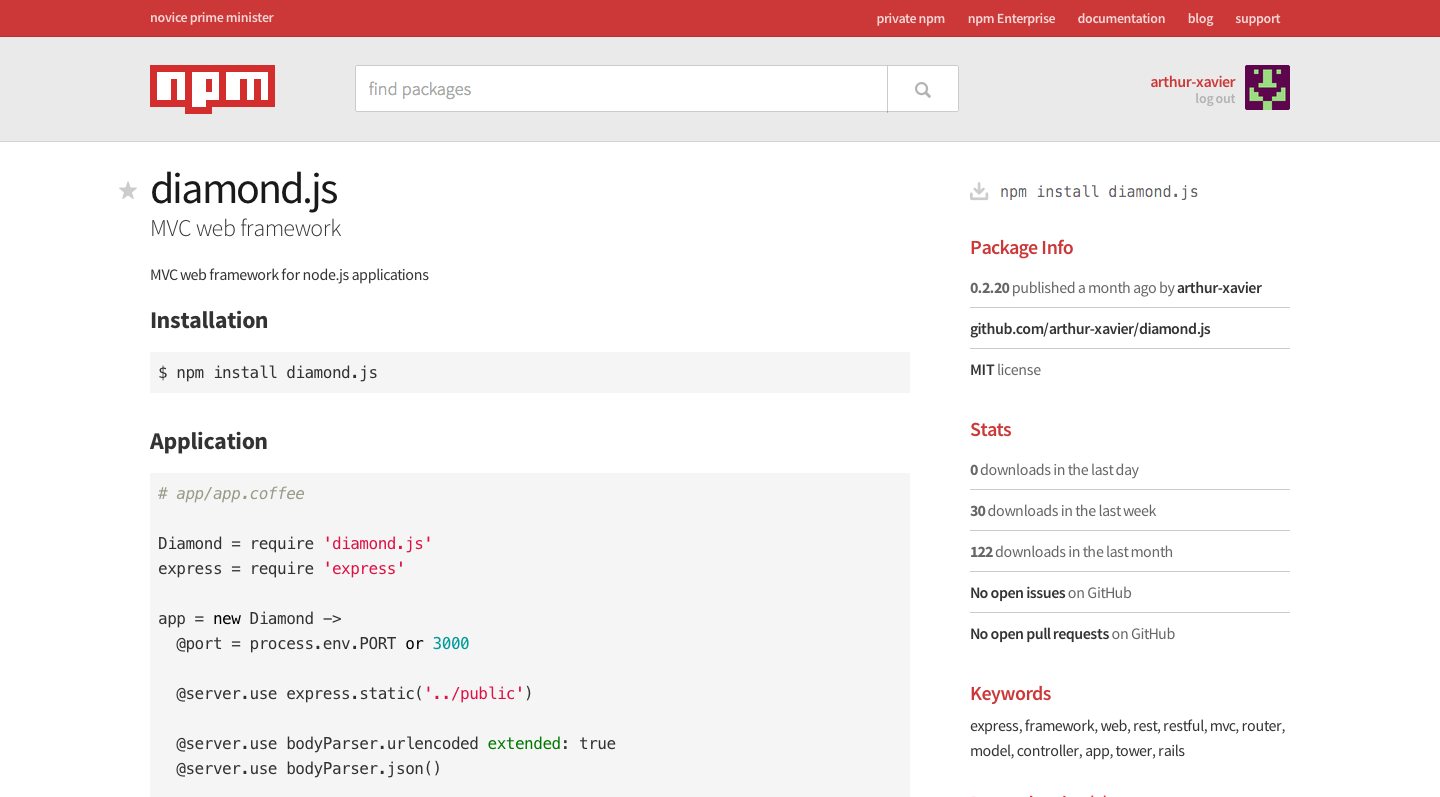 novice prime minister
private npm
npm Enterprise
documentation
blog
support
npm
find packages
arthur-xavier
log out
diamond.js
MVC web framework
MVC web framework for node.js applications
Installation
$ npm install diamond.js
Application
# app/app.coffee
Diamond = require 'diamond.js'
express = require 'express'
app = new Diamond ->
@port = process.env.PORT or 3000
@server.use express.static('../public')
@server.use bodyParser.urlencoded extended: true
@server.use bodyParser.json()
npm install diamond.js
Package Info
0.2.20 published a month ago by arthur-xavier
github.com/arthur-xavier/diamond.js
MIT license
Stats
0 downloads in the last day
30 downloads in the last week
122 downloads in the last month
No open issues on GitHub
No open pull requests on GitHub
Keywords
express, framework, web, rest, restful, mvc, router,
model, controller, app, tower, rails